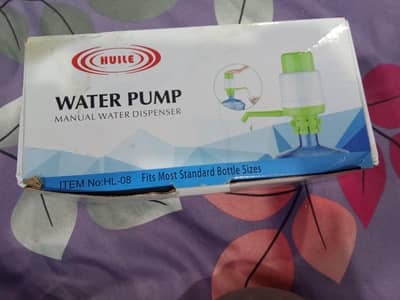 HUILE
WATER PUMP
MANUAL WATER DISPENSER
ITEM No:HL-08 Fits Most Standard Bottle Sizes